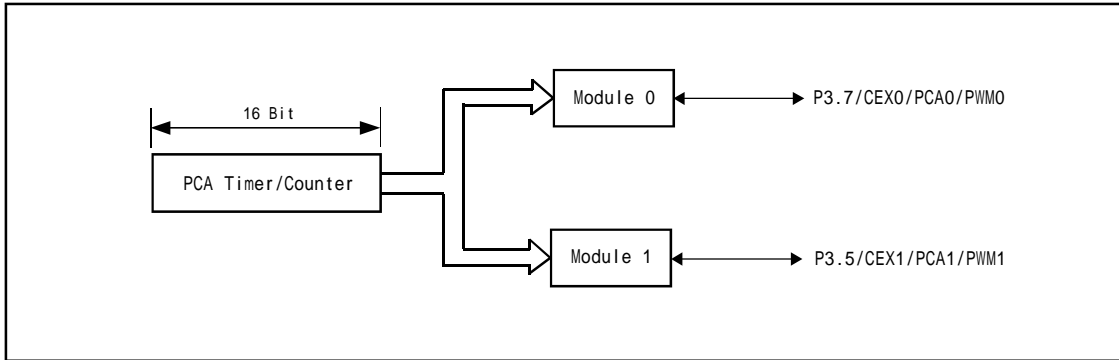 16 Bit
PCA Timer/Counter
Module 0
P3.7/CEX0/PCA0/PWM0
Module 1
P3.5/CEX1/PCA1/PWM1